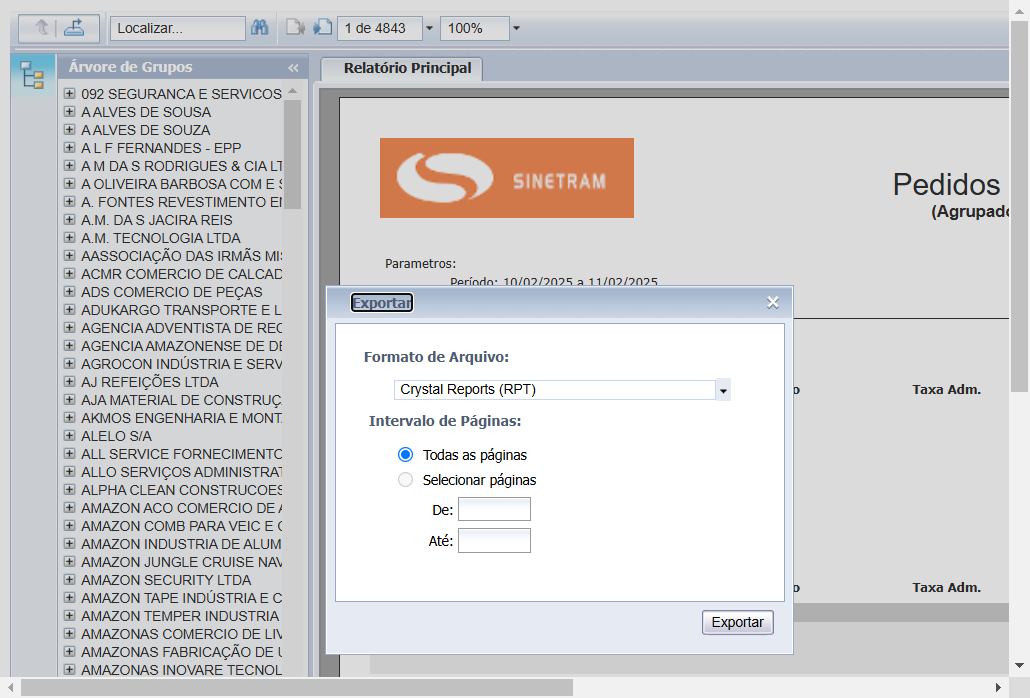 Localizar...
1 de 4843
100%
Árvore de Grupos
«
Relatório Principal
092 SEGURANCA E SERVICOS
A ALVES DE SOUSA
A ALVES DE SOUZA
A L F FERNANDES - EPP
A M DA S RODRIGUES & CIA LT
A OLIVEIRA BARBOSA COM E S
A. FONTES REVESTIMENTO E
A.M. DA S JACIRA REIS
A.M. TECNOLOGIA LTDA
AASSOCIAÇÃO DAS IRMÃS MIS
ACMR COMERCIO DE CALCAD
ADS COMERCIO DE PEÇAS
ADUKARGO TRANSPORTE E L
AGENCIA ADVENTISTA DE REC
AGENCIA AMAZONENSE DE DE
AGROCON INDÚSTRIA E SERV
AJ REFEIÇÕES LTDA
AJA MATERIAL DE CONSTRUÇ
AKMOS ENGENHARIA E MONT
ALELO S/A
ALL SERVICE FORNECIMENTO
ALLO SERVIÇOS ADMINISTRAT
ALPHA CLEAN CONSTRUCOES
AMAZON ACO COMERCIO DE A
AMAZON COMB PARA VEIC E
AMAZON INDUSTRIA DE ALUM
AMAZON JUNGLE CRUISE NAV
AMAZON SECURITY LTDA
AMAZON TAPE INDÚSTRIA E C
AMAZON TEMPER INDUSTRIA
AMAZONAS COMERCIO DE LIV
AMAZONAS FABRICAÇÃO DE
AMAZONAS INOVARE TECNOL
SINETRAM
Pedidos
(Agrupado
Parametros:
Período: 10/02/2025 a 11/02/2025
Exportar
Formato de Arquivo:
Crystal Reports (RPT)
Intervalo de Páginas:
Todas as páginas
Selecionar páginas
De:
Até:
Exportar
o Taxa Adm.
o Taxa Adm.